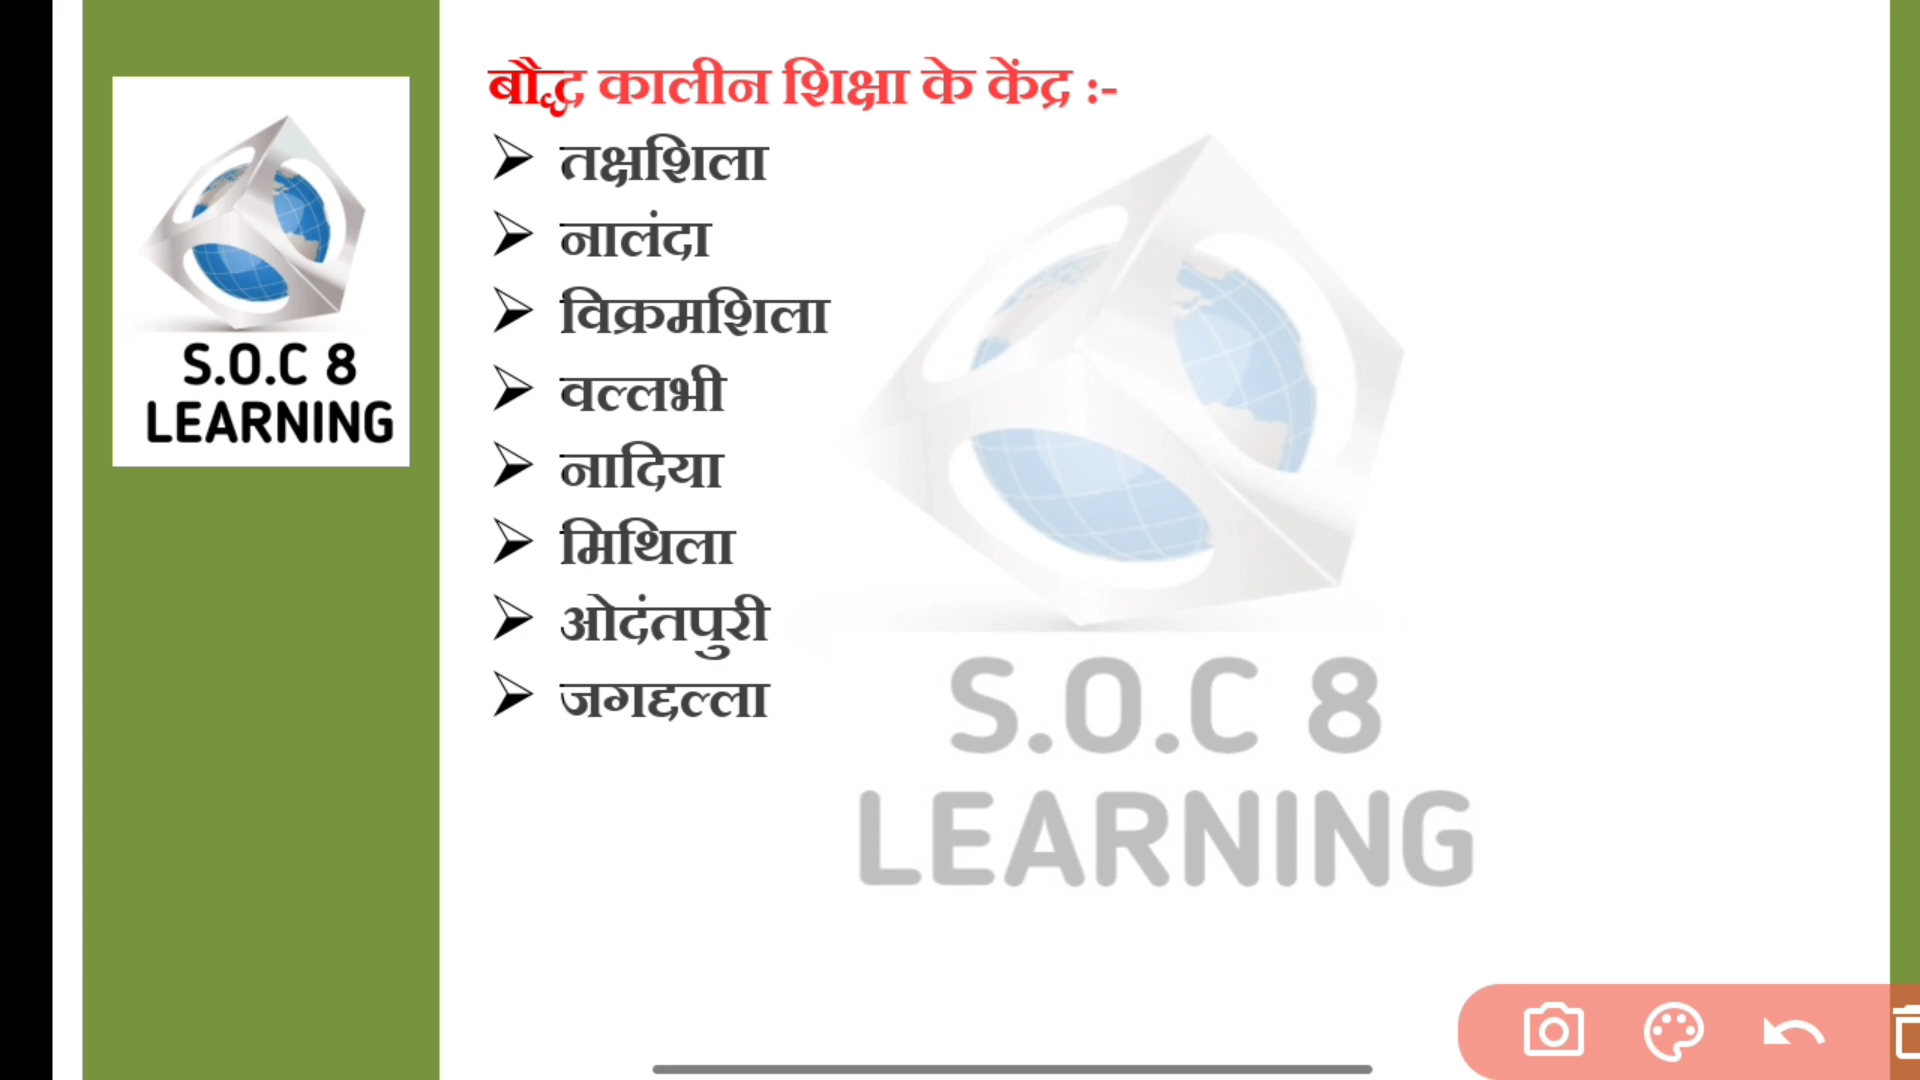 S.O.C 8
LEARNING
बौद्ध कालीन शिक्षा के केंद्र :-
➢ तक्षशिला
➢ नालंदा
➢ विक्रमशिला
➢ वल्लभी
➢ नादिया
➢ मिथिला
➢ ओदंतपुरी
➢ जगद्दल्ला
S.O.C 8
LEARNING